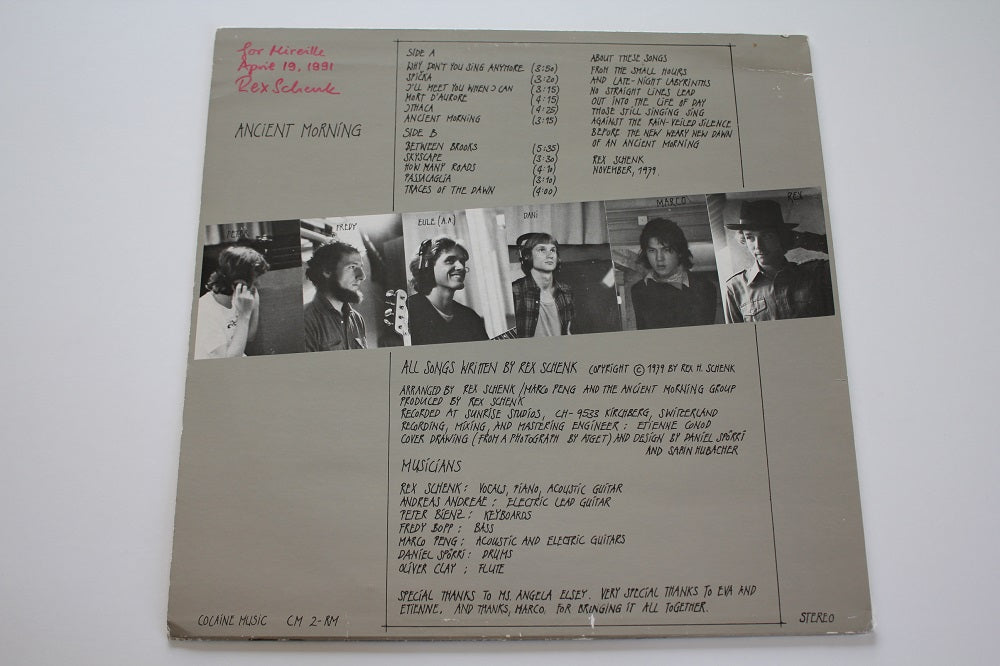 for Mireille
April 19, 1991
Rex Schenk
ANCIENT MORNING
SIDE A
WHY DON'T YOU SING ANYMORE (3:50)
SPIČKA (3:20)
I'LL MEET YOU WHEN I CAN (3:15)
MORT D'AURORE (4:15)
ITHACA (4:25)
ANCIENT MORNING (3:15)
SIDE B
BETWEEN BROOKS (5:35)
SKYSCAPE (3:30)
HOW MANY ROADS (4:10)
PASSACAGLIA (3:10)
TRACES OF THE DAWN (4:00)
ABOUT THESE SONGS
FROM THE SMALL HOURS
AND LATE-NIGHT LABYRINTHS
NO STRAIGHT LINES LEAD
OUT INTO THE LIFE OF DAY
THOSE STILL SINGING SING
AGAINST THE RAIN-VEILED SILENCE
BEFORE THE NEW WEARY NEW DAWN
OF AN ANCIENT MORNING
REX SCHENK
NOVEMBER, 1979.
PETER
FREDY
EULE (A.A)
DANI
MARCO
REX
ALL SONGS WRITTEN BY REX SCHENK COPYRIGHT © 1979 BY REX H. SCHENK
ARRANGED BY REX SCHENK / MARCO PENG AND THE ANCIENT MORNING GROUP
PRODUCED BY REX SCHENK
RECORDED AT SUNRISE STUDIOS, CH-9533 KIRCHBERG, SWITZERLAND
RECORDING, MIXING, AND MASTERING ENGINEER : ETIENNE CONOD
COVER DRAWING (FROM A PHOTOGRAPH BY ATGET) AND DESIGN BY DANIEL SPÖRRI
AND SABIN HUBACHER
MUSICIANS
REX SCHENK : VOCALS, PIANO, ACOUSTIC GUITAR
ANDREAS ANDREAE : ELECTRIC LEAD GUITAR
PETER BIENZ : KEYBOARDS
FREDY BOPP : BASS
MARCO PENG : ACOUSTIC AND ELECTRIC GUITARS
DANIEL SPÖRRI : DRUMS
OLIVER CLAY : FLUTE
SPECIAL THANKS TO MS. ANGELA ELSEY. VERY SPECIAL THANKS TO EVA AND
ETIENNE. AND THANKS, MARCO, FOR BRINGING IT ALL TOGETHER.
COCAINE MUSIC CM 2-RM
STEREO